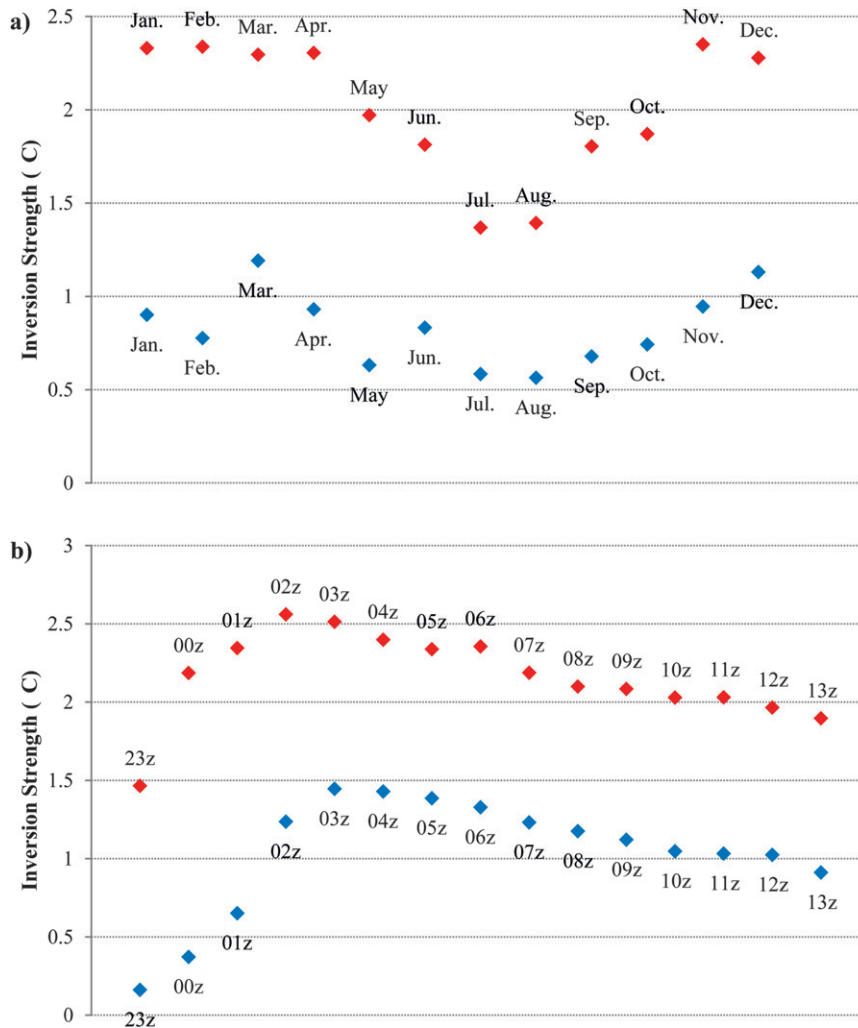 a)
Inversion Strength ( C)
2.5
2
1.5
1
0.5
0
Jan. Feb. Mar. Apr. May Jun. Jul. Aug. Sep. Oct. Nov. Dec.
Jan. Feb. Mar. Apr. May Jun. Jul. Aug. Sep. Oct. Nov. Dec.
b)
Inversion Strength ( C)
3
2.5
2
1.5
1
0.5
0
23z 00z 01z 02z 03z 04z 05z 06z 07z 08z 09z 10z 11z 12z 13z
23z 00z 01z 02z 03z 04z 05z 06z 07z 08z 09z 10z 11z 12z 13z